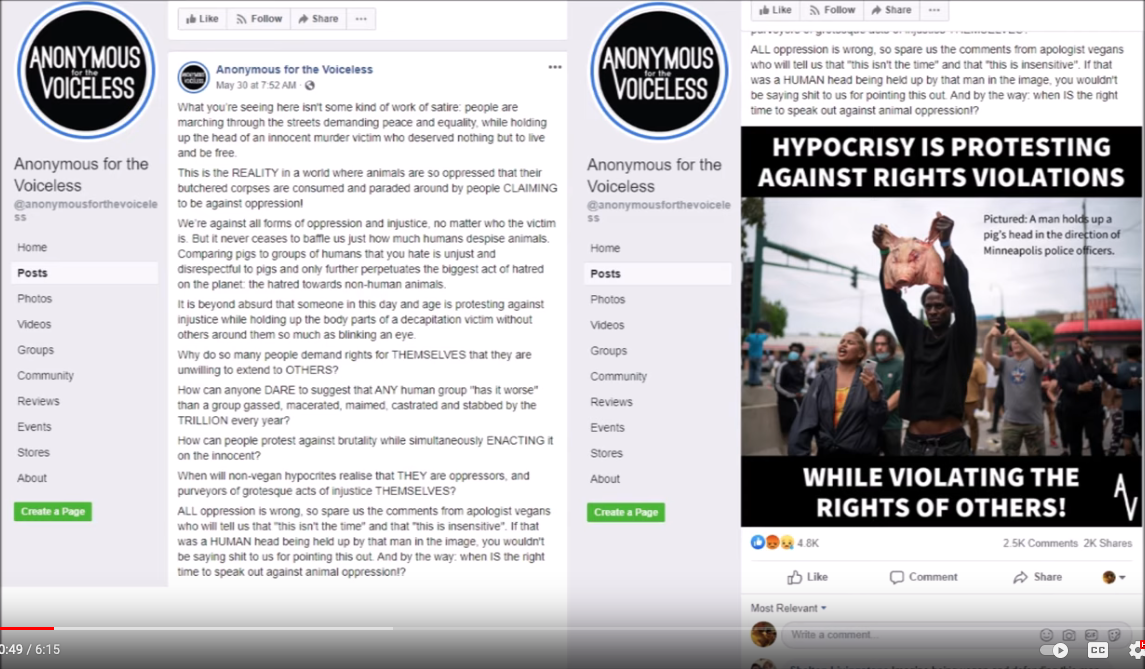 Like
Follow
Share
ANONYMOUS
for the
VOICELESS
Anonymous for the
Voiceless
@anonymousforthevoicele
ss
Home
Posts
Photos
Videos
Groups
Community
Reviews
Events
Stores
About
Create a Page
Anonymous for the Voiceless
May 30 at 7:52 AM ·
What you're seeing here isn't some kind of work of satire: people are
marching through the streets demanding peace and equality, while holding
up the head of an innocent murder victim who deserved nothing but to live
and be free.
This is the REALITY in a world where animals are so oppressed that their
butchered corpses are consumed and paraded around by people CLAIMING
to be against oppression!
We're against all forms of oppression and injustice, no matter who the victim
is. But it never ceases to baffle us just how much humans despise animals.
Comparing pigs to groups of humans that you hate is unjust and
disrespectful to pigs and only further perpetuates the biggest act of hatred
on the planet: the hatred towards non-human animals.
It is beyond absurd that someone in this day and age is protesting against
injustice while holding up the body parts of a decapitation victim without
others around them so much as blinking an eye.
Why do so many people demand rights for THEMSELVES that they are
unwilling to extend to OTHERS?
How can anyone DARE to suggest that ANY human group "has it worse"
than a group gassed, macerated, maimed, castrated and stabbed by the
TRILLION every year?
How can people protest against brutality while simultaneously ENACTING it
on the innocent?
When will non-vegan hypocrites realise that THEY are oppressors, and
purveyors of grotesque acts of injustice THEMSELVES?
ALL oppression is wrong, so spare us the comments from apologist vegans
who will tell us that "this isn't the time" and that "this is insensitive". If that
was a HUMAN head being held up by that man in the image, you wouldn't
be saying shit to us for pointing this out. And by the way: when IS the right
time to speak out against animal oppression!?
Like
Follow
Share
ANONYMOUS
for the
VOICELESS
Anonymous for the
Voiceless
@anonymousforthevoicele
ss
Home
Posts
Photos
Videos
Groups
Community
Reviews
Events
Stores
About
Create a Page
purveyors of grotesque acts of injustice THEMSELVES?
ALL oppression is wrong, so spare us the comments from apologist vegans
who will tell us that "this isn't the time" and that "this is insensitive". If that
was a HUMAN head being held up by that man in the image, you wouldn't
be saying shit to us for pointing this out. And by the way: when IS the right
time to speak out against animal oppression!?
HYPOCRISY IS PROTESTING
AGAINST RIGHTS VIOLATIONS
Pictured: A man holds up a
pig's head in the direction of
Minneapolis police officers.
WHILE VIOLATING THE
RIGHTS OF OTHERS!
AV
4.8K
2.5K Comments 2K Shares
Like
Comment
Share
Most Relevant
Write a comment...
0:49 / 6:15
CC